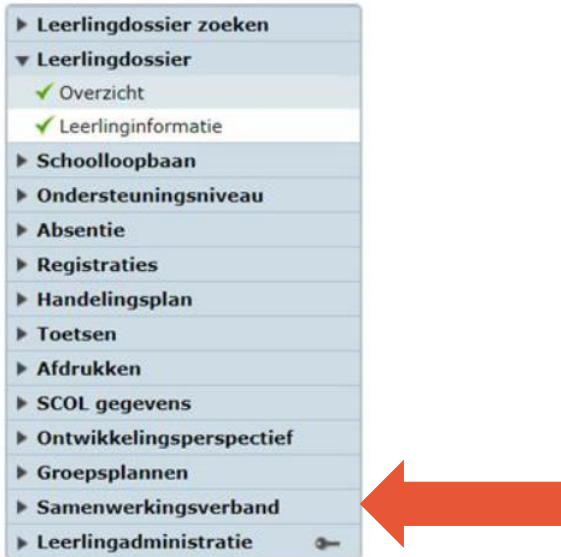 Leerlingdossier zoeken
Leerlingdossier
Overzicht
Leerlinginformatie
Schoolloopbaan
Ondersteuningsniveau
Absentie
Registraties
Handelingsplan
Toetsen
Afdrukken
SCOL gegevens
Ontwikkelingsperspectief
Groepsplannen
Samenwerkingsverband
Leerlingadministratie